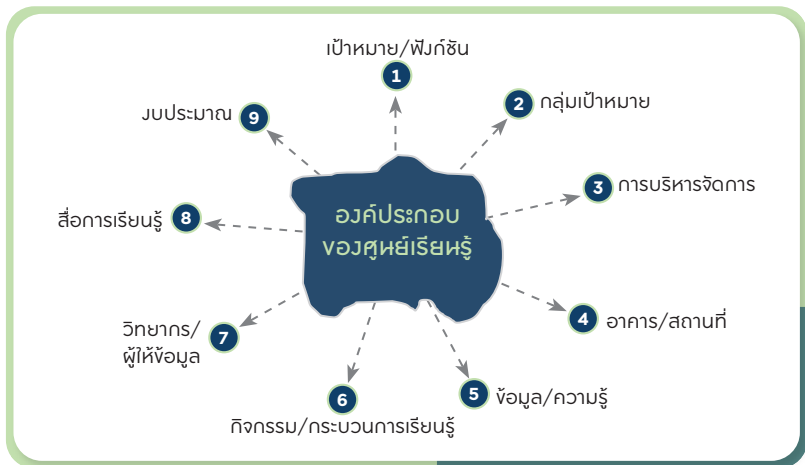 เป้าหมาย/ฟังก์ชัน
1
2 กลุ่มเป้าหมาย
3 การบริหารจัดการ
4 อาคาร/สถานที่
5 ข้อมูล/ความรู้
6
กิจกรรม/กระบวนการเรียนรู้
วิทยากร/
ผู้ให้ข้อมูล
7
สื่อการเรียนรู้ 8
งบประมาณ 9
องค์ประกอบ
ของศูนย์เรียนรู้